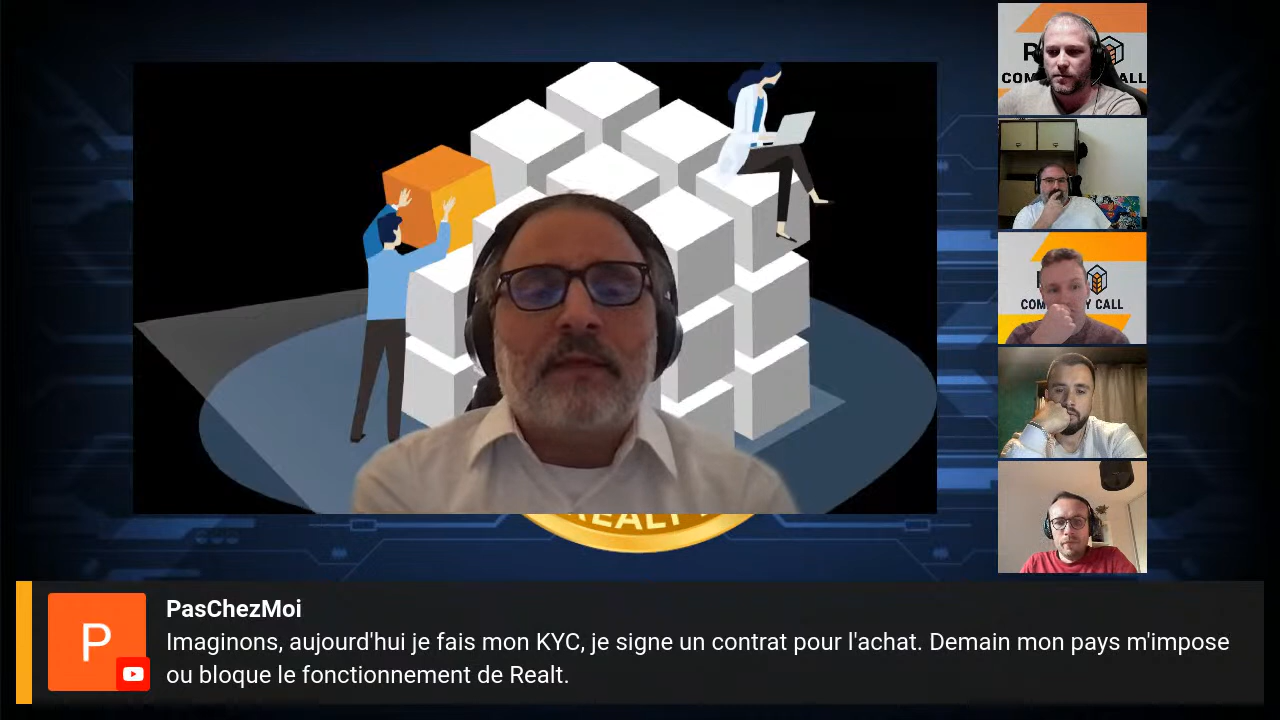 CALL
REALT
PasChezMoi
Imaginons, aujourd'hui je fais mon KYC, je signe un contrat pour l'achat. Demain mon pays m'impose
ou bloque le fonctionnement de Realt.
P